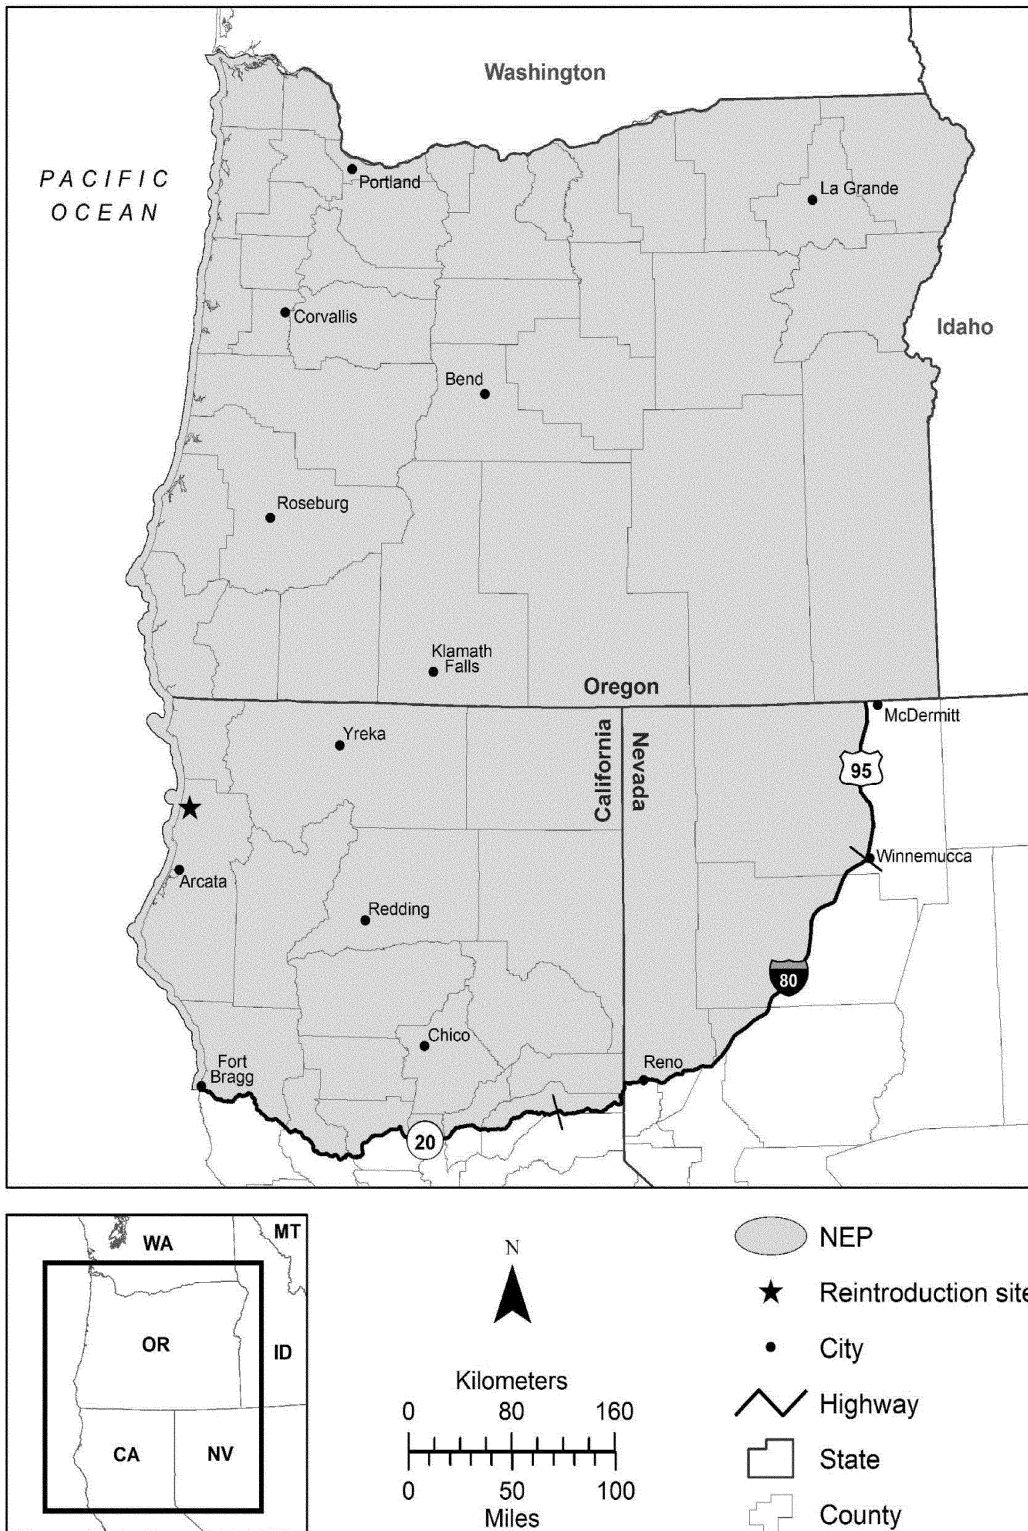 Washington
PACIFIC
OCEAN
Portland
La Grande
Corvallis
Idaho
Bend
Roseburg
Klamath
Falls
Oregon
McDermitt
Yreka
California
Nevada
95
Winnemucca
Arcata
Redding
80
Chico
Fort
Bragg
Reno
20
WA
MT
OR
ID
CA
NV
N
Kilometers
0 80 160
0 50 100
Miles
NEP
Reintroduction site
City
Highway
State
County